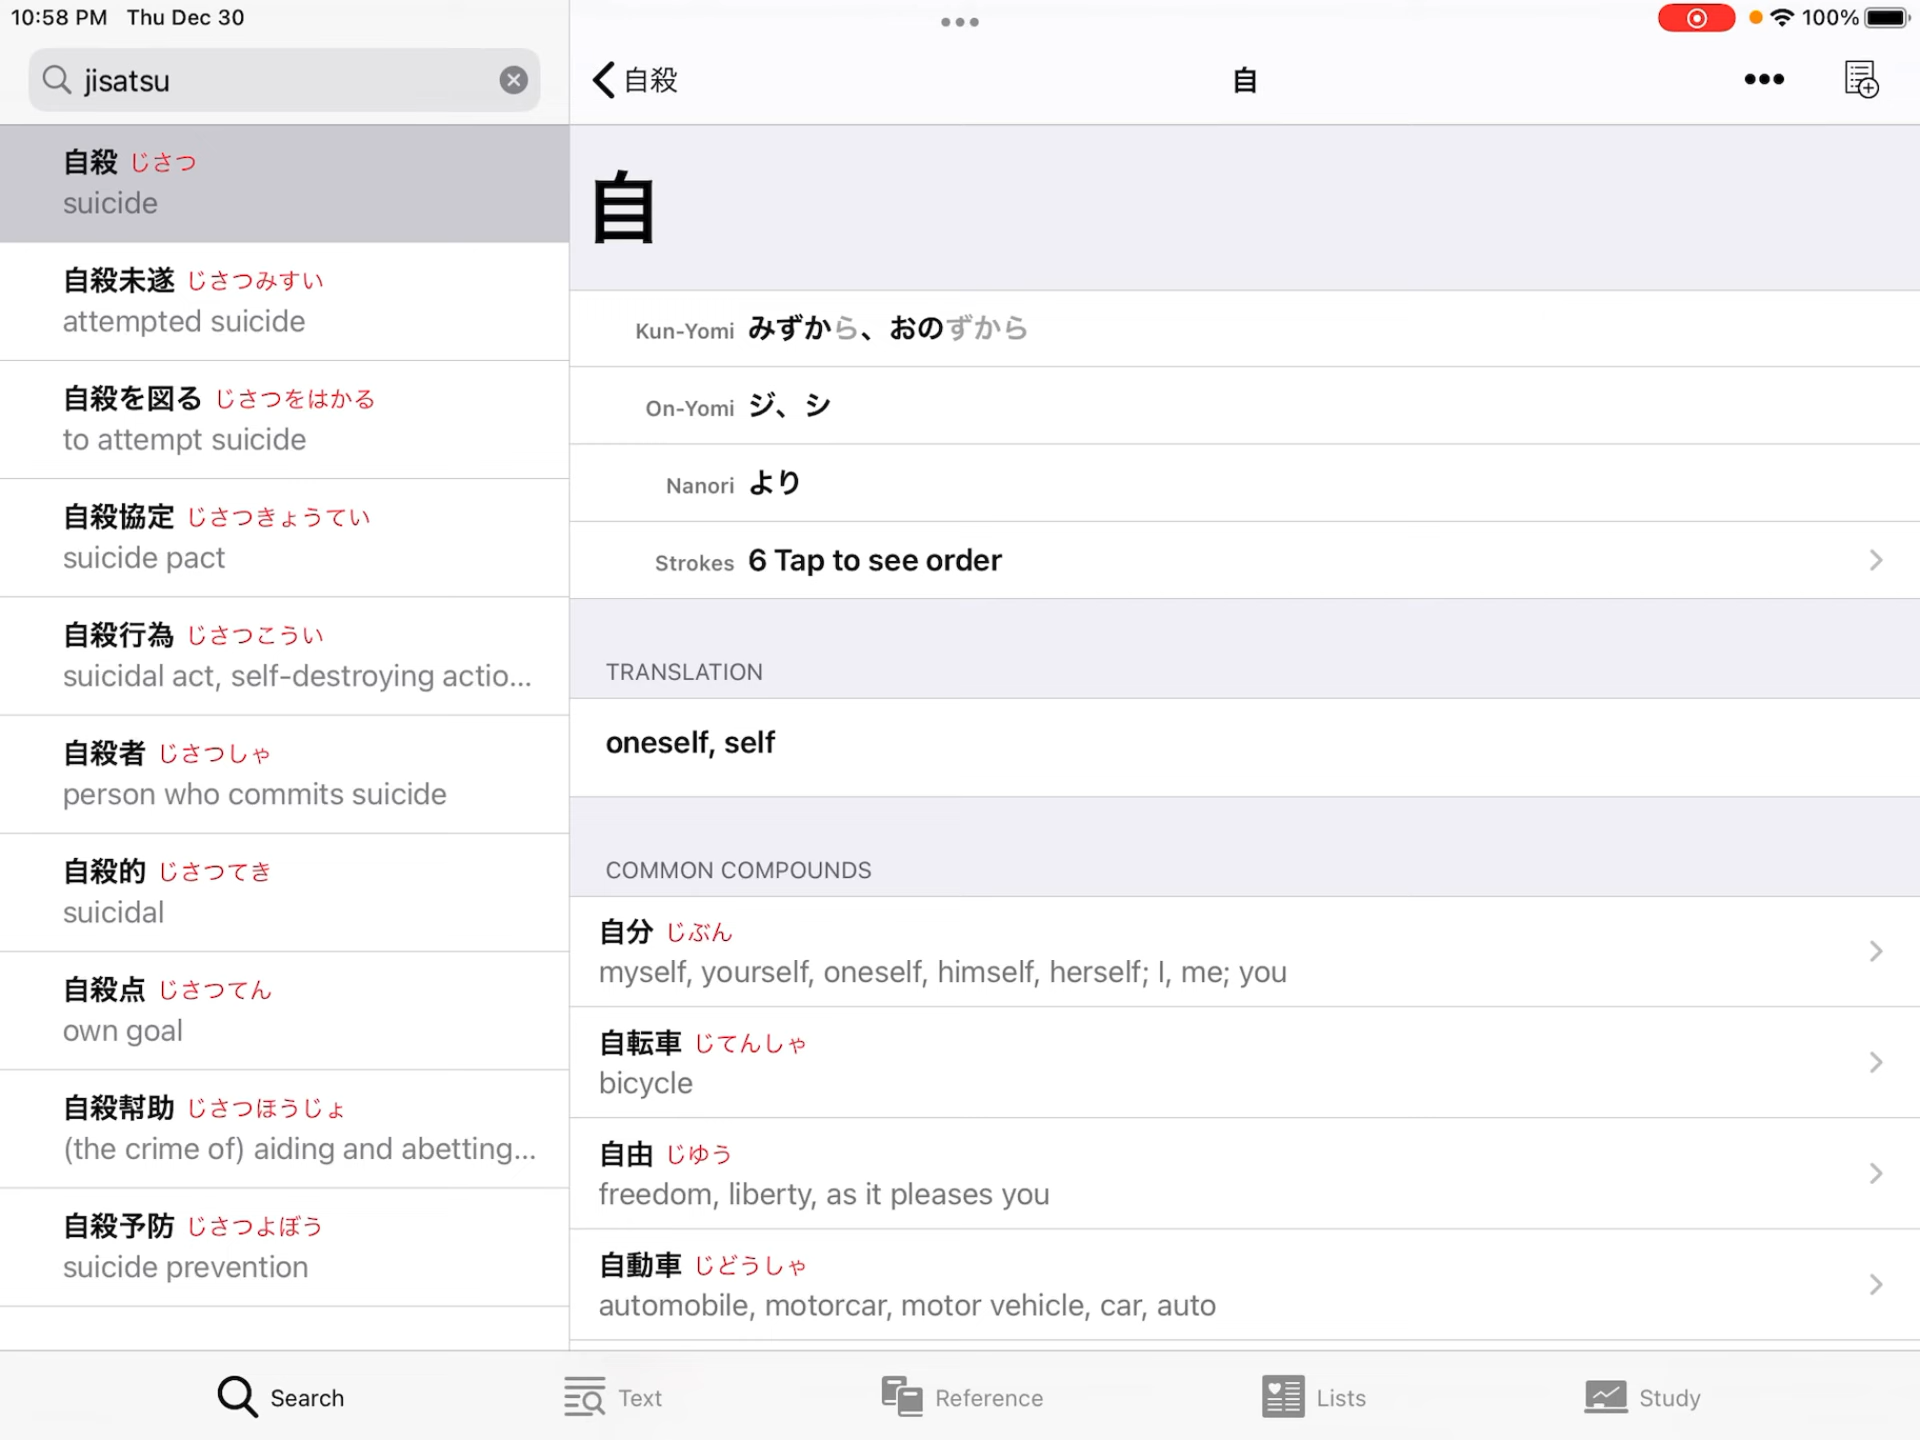 10:58 PM Thu Dec 30
100%
jisatsu
自殺 じさつ
suicide
自殺未遂 じさつみすい
attempted suicide
自殺を図る じさつをはかる
to attempt suicide
自殺協定 じさつきょうてい
suicide pact
自殺行為 じさつこうい
suicidal act, self-destroying actio...
自殺者 じさつしゃ
person who commits suicide
自殺的 じさつてき
suicidal
自殺点 じさつてん
own goal
自殺幇助 じさつほうじょ
(the crime of) aiding and abetting...
自殺予防 じさつよぼう
suicide prevention
自殺
自
自
Kun-Yomi みずから、おのずから
On-Yomi ジ、シ
Nanori より
Strokes 6 Tap to see order
TRANSLATION
oneself, self
COMMON COMPOUNDS
自分 じぶん
myself, yourself, oneself, himself, herself; I, me; you
自転車 じてんしゃ
bicycle
自由 じゆう
freedom, liberty, as it pleases you
自動車 じどうしゃ
automobile, motorcar, motor vehicle, car, auto
Search
Text
Reference
Lists
Study